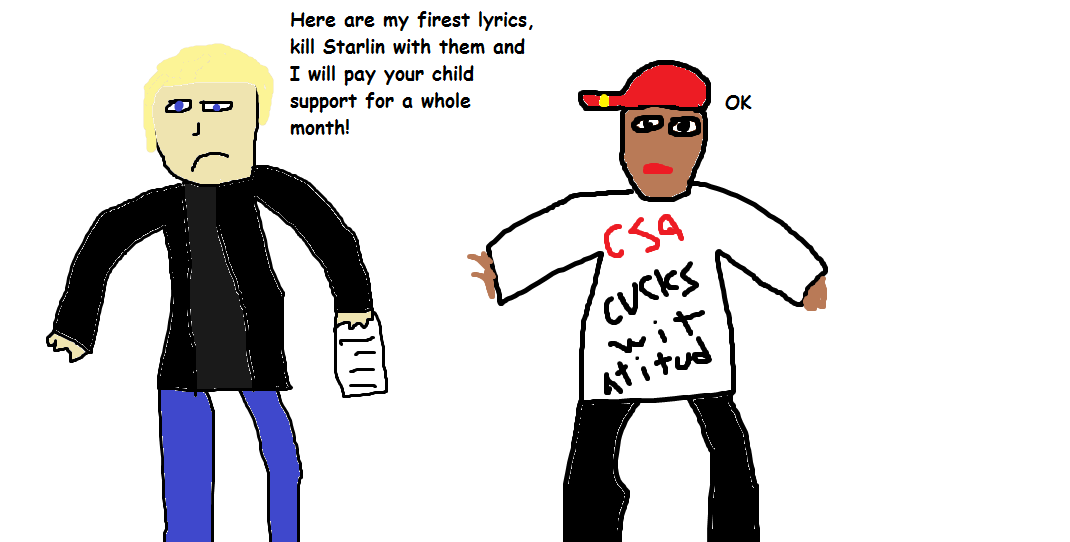 Here are my firest lyrics,
kill Starlin with them and
I will pay your child
support for a whole
month!
OK
CSA
CUCKS
wit
Atitud